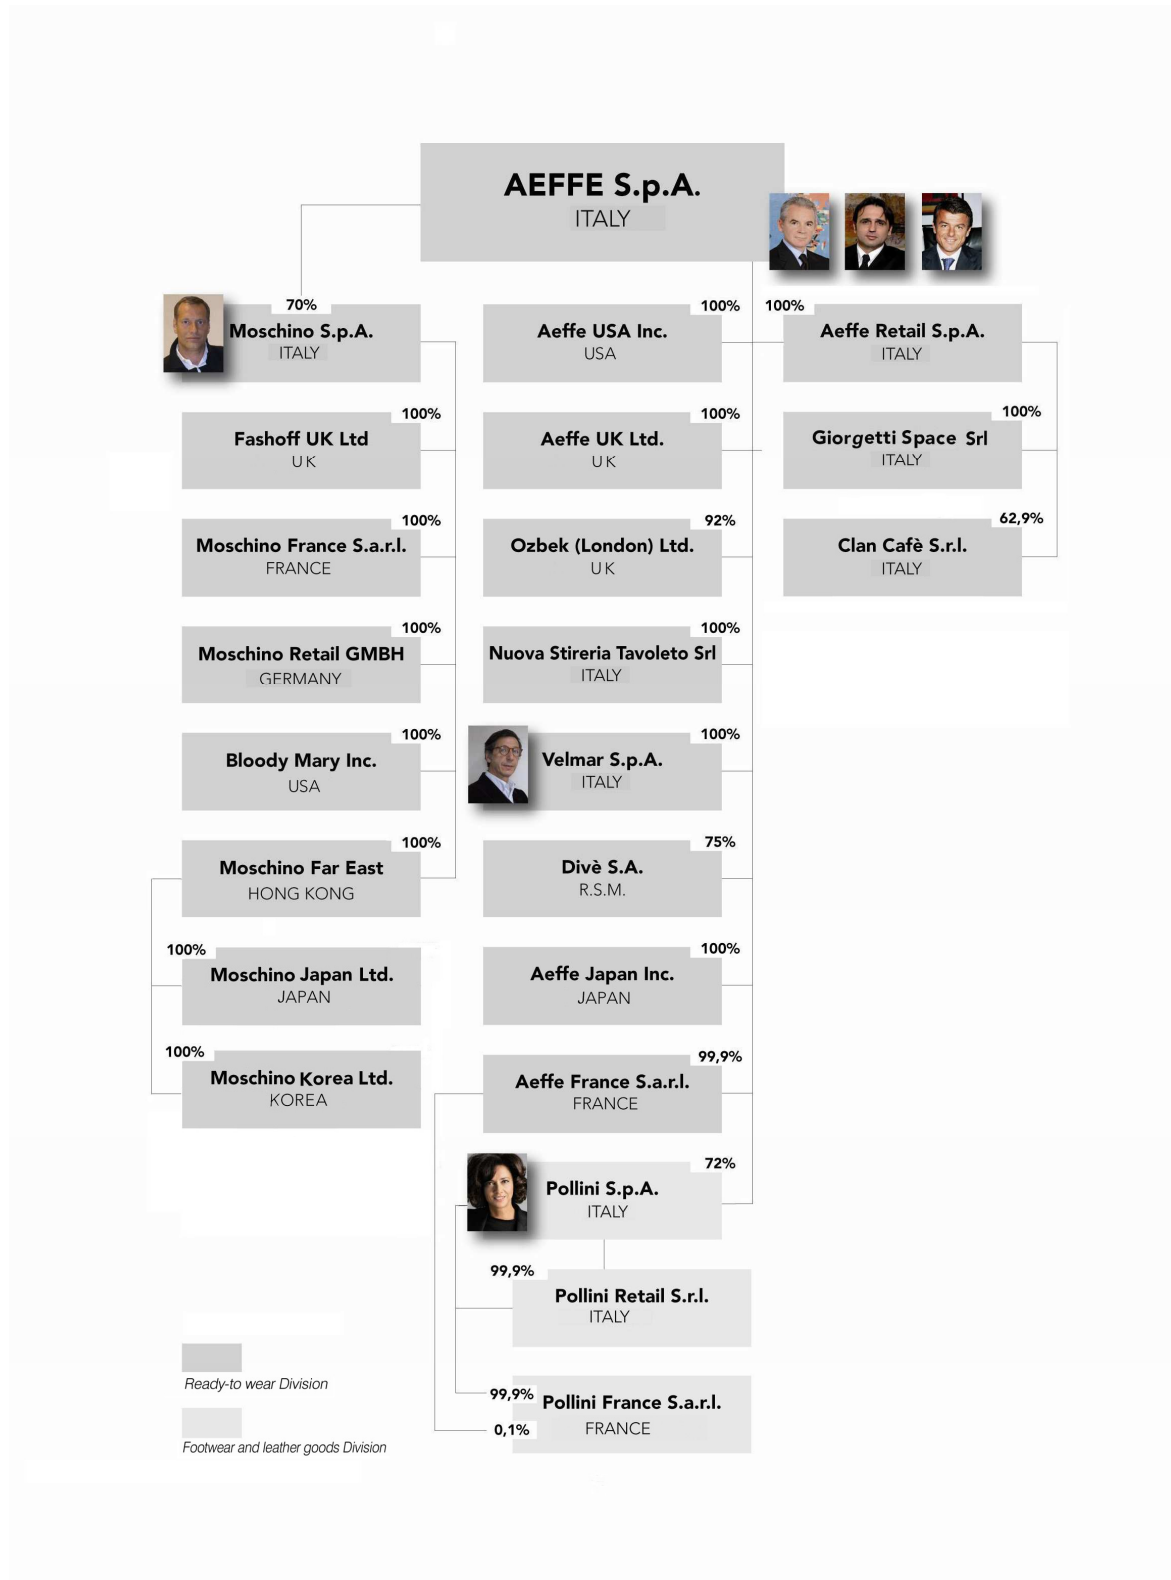 AEFFE S.p.A.
ITALY
70%
Moschino S.p.A.
ITALY
100%
Fashoff UK Ltd
UK
100%
Moschino France S.a.r.l.
FRANCE
100%
Moschino Retail GMBH
GERMANY
100%
Bloody Mary Inc.
USA
100%
Moschino Far East
HONG KONG
100%
Moschino Japan Ltd.
JAPAN
100%
Moschino Korea Ltd.
KOREA
100%
Aeffe USA Inc.
USA
100%
Aeffe UK Ltd.
UK
92%
Ozbek (London) Ltd.
UK
100%
Nuova Stireria Tavoleto Srl
ITALY
100%
Velmar S.p.A.
ITALY
75%
Divè S.A.
R.S.M.
100%
Aeffe Japan Inc.
JAPAN
99,9%
Aeffe France S.a.r.l.
FRANCE
72%
Pollini S.p.A.
ITALY
99,9%
Pollini Retail S.r.l.
ITALY
99,9%
Pollini France S.a.r.l.
0,1%
FRANCE
100%
Aeffe Retail S.p.A.
ITALY
100%
Giorgetti Space Srl
ITALY
62,9%
Clan Cafè S.r.l.
ITALY
Ready-to wear Division
Footwear and leather goods Division